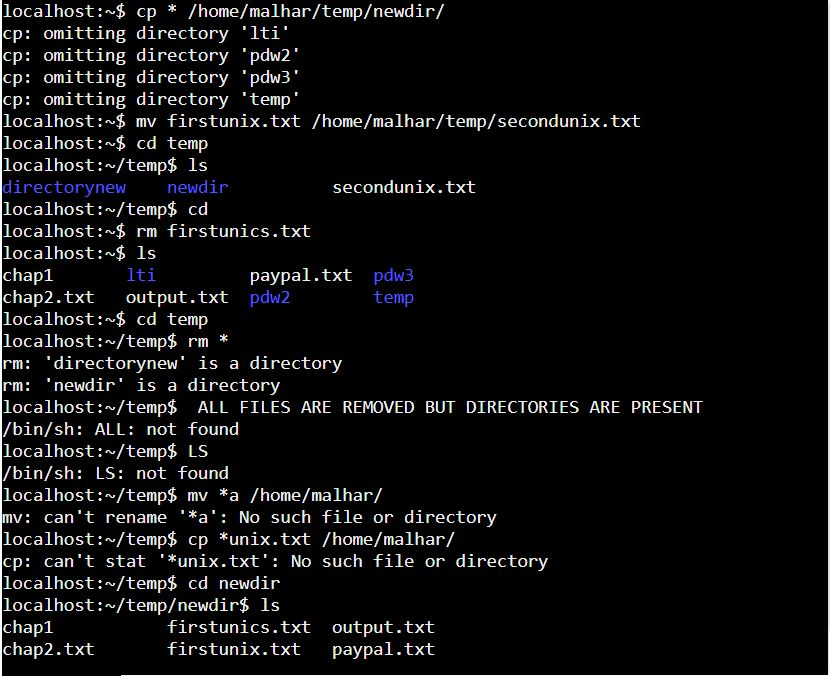 localhost:~$ cp * /home/malhar/temp/newdir/
cp: omitting directory 'lti'
cp: omitting directory 'pdw2'
cp: omitting directory 'pdw3'
cp: omitting directory 'temp'
localhost:~$ mv firstunix.txt /home/malhar/temp/secondunix.txt
localhost:~$ cd temp
localhost:~/temp$ ls
directorynew    newdir          secondunix.txt
localhost:~/temp$ cd
localhost:~$ rm firstunics.txt
localhost:~$ ls
chap1       lti         paypal.txt  pdw3
chap2.txt   output.txt  pdw2        temp
localhost:~$ cd temp
localhost:~/temp$ rm *
rm: 'directorynew' is a directory
rm: 'newdir' is a directory
localhost:~/temp$  ALL FILES ARE REMOVED BUT DIRECTORIES ARE PRESENT
/bin/sh: ALL: not found
localhost:~/temp$ LS
/bin/sh: LS: not found
localhost:~/temp$ mv *a /home/malhar/
mv: can't rename '*a': No such file or directory
localhost:~/temp$ cp *unix.txt /home/malhar/
cp: can't stat '*unix.txt': No such file or directory
localhost:~/temp$ cd newdir
localhost:~/temp/newdir$ ls
chap1           firstunics.txt  output.txt
chap2.txt       firstunix.txt   paypal.txt